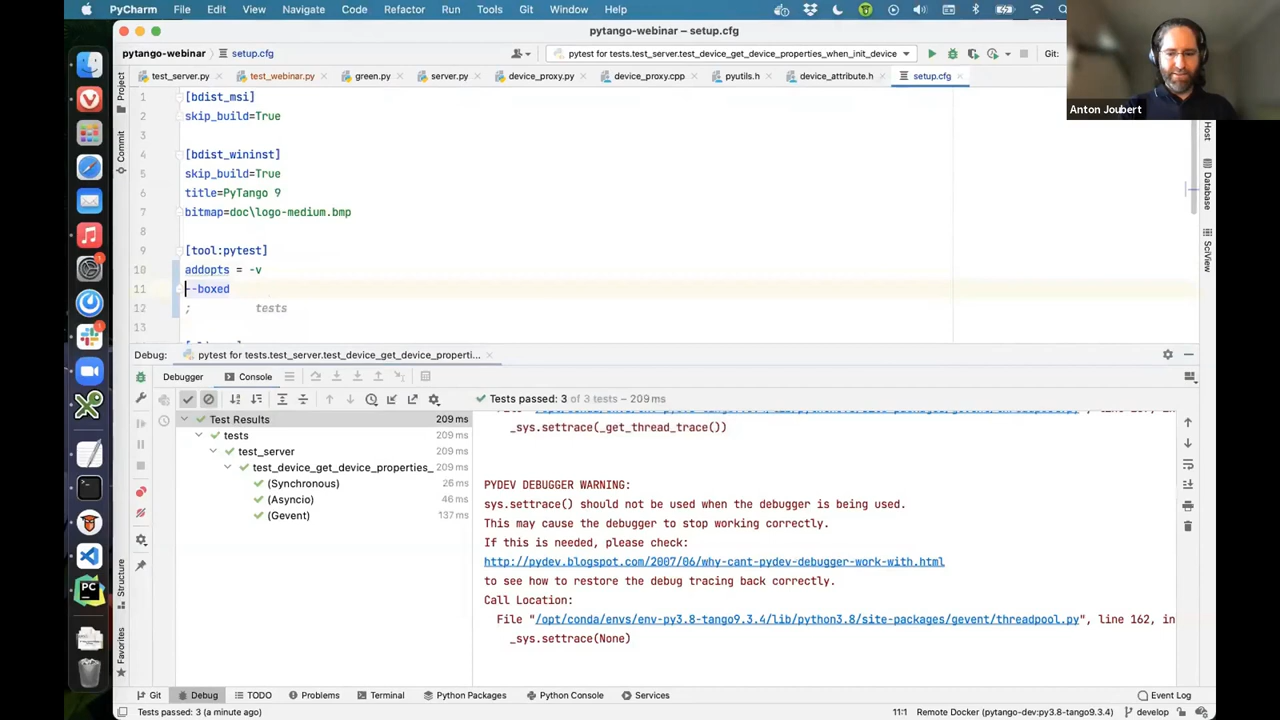 PyCharm File Edit View Navigate Code Refactor Run Tools Git Window Help
pytango-webinar – setup.cfg
pytango-webinar setup.cfg
pytest for tests.test_server.test_device_get_device_properties_when_init_device
Git:
Anton Joubert
test_server.py
test_webinar.py
green.py
server.py
device_proxy.py
device_proxy.cpp
pyutils.h
device_attribute.h
setup.cfg
Project
Commit
Structure
Favorites
Host
Database
SciView
1 [bdist_msi]
2 skip_build=True
3
4 [bdist_wininst]
5 skip_build=True
6 title=PyTango 9
7 bitmap=doc\logo-medium.bmp
8
9 [tool:pytest]
10 addopts = -v
11 --boxed
12 ; tests
13
Debug: pytest for tests.test_server.test_device_get_device_properti...
Debugger Console
Tests passed: 3 of 3 tests – 209 ms
Test Results 209 ms
tests 209 ms
test_server 209 ms
test_device_get_device_properties_ 209 ms
(Synchronous) 26 ms
(Asyncio) 46 ms
(Gevent) 137 ms
_sys.settrace(_get_thread_trace())
PYDEV DEBUGGER WARNING:
sys.settrace() should not be used when the debugger is being used.
This may cause the debugger to stop working correctly.
If this is needed, please check:
http://pydev.blogspot.com/2007/06/why-cant-pydev-debugger-work-with.html
to see how to restore the debug tracing back correctly.
Call Location:
File "/opt/conda/envs/env-py3.8-tango9.3.4/lib/python3.8/site-packages/gevent/threadpool.py", line 162, in
_sys.settrace(None)
Git Debug TODO Problems Terminal Python Packages Python Console Services Event Log
Tests passed: 3 (a minute ago)
11:1 Remote Docker (pytango-dev:py3.8-tango9.3.4) develop